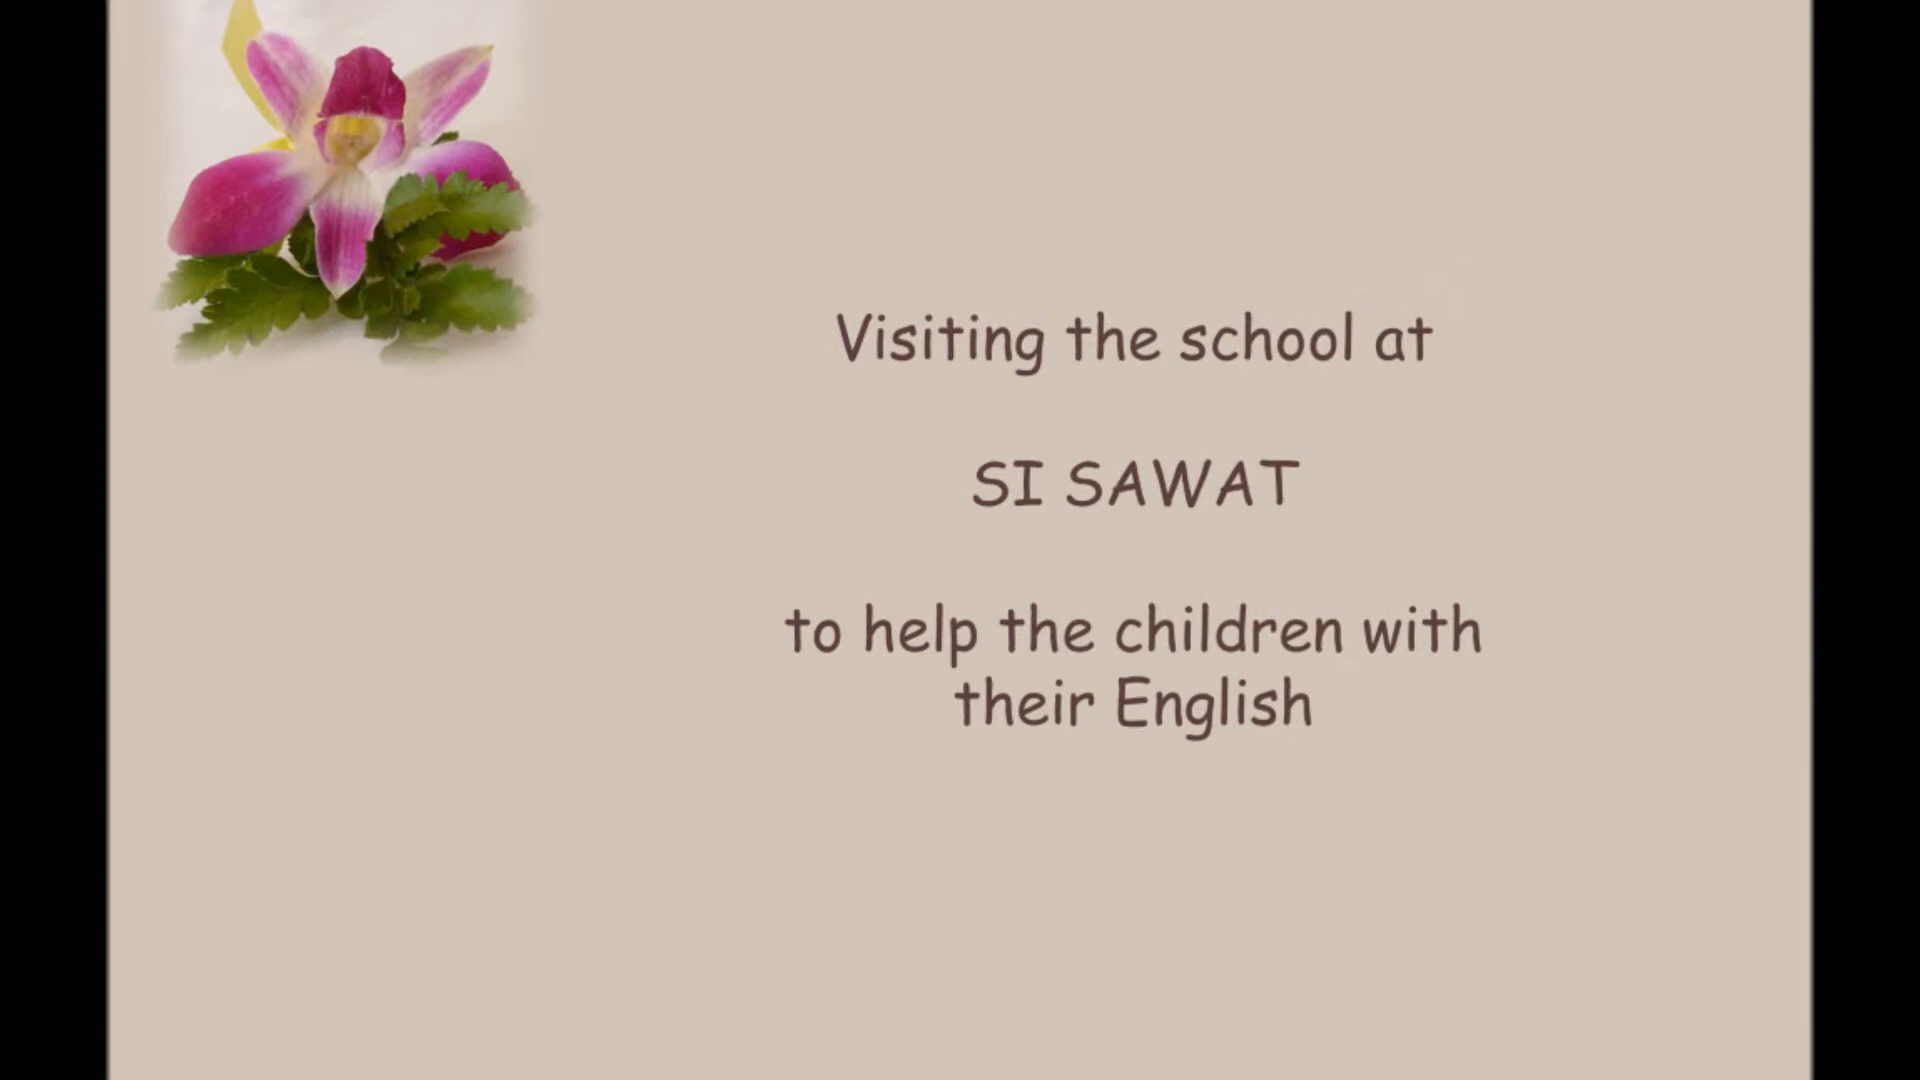 Visiting the school at
SI SAWAT
to help the children with
their English